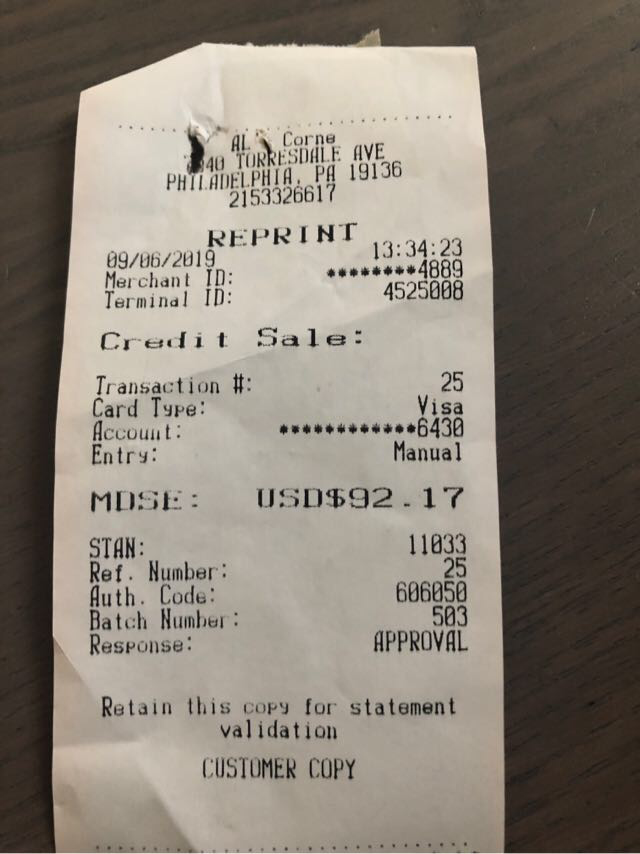 AL Corne
40 TORRESDALE AVE
PHILADELPHIA, PA 19136
2153326617
REPRINT
09/06/2019 13:34:23
Merchant ID: ********4889
Terminal ID: 4525008
Credit Sale:
Transaction #: 25
Card Type: Visa
Account: ************6430
Entry: Manual
MDSE: USD$92.17
STAN: 11033
Ref. Number: 25
Auth. Code: 606050
Batch Number: 503
Response: APPROVAL
Retain this copy for statement
validation
CUSTOMER COPY